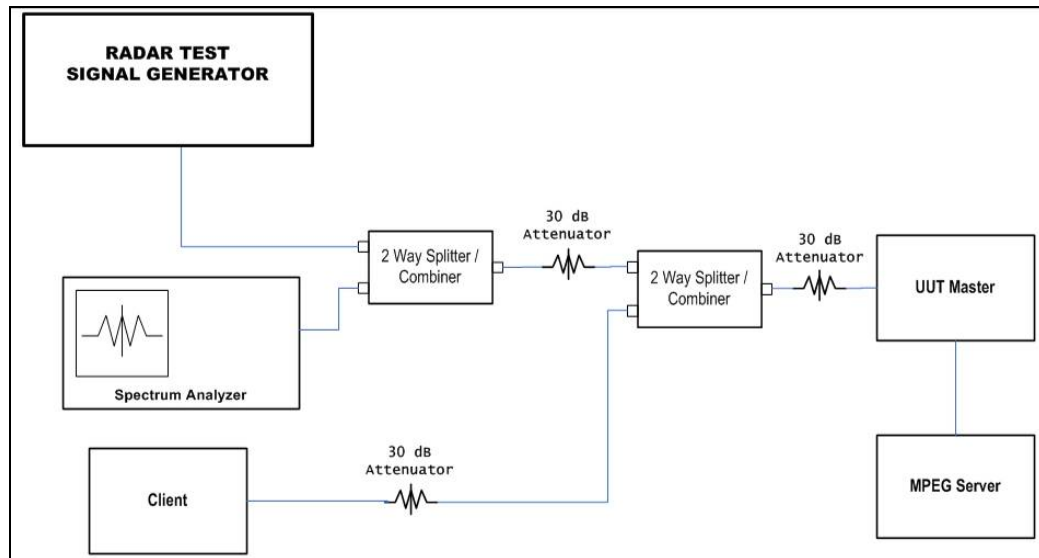 RADAR TEST
SIGNAL GENERATOR
30 dB
Attenuator
30 dB
Attenuator
2 Way Splitter /
Combiner
2 Way Splitter /
Combiner
UUT Master
Spectrum Analyzer
30 dB
Attenuator
Client
MPEG Server